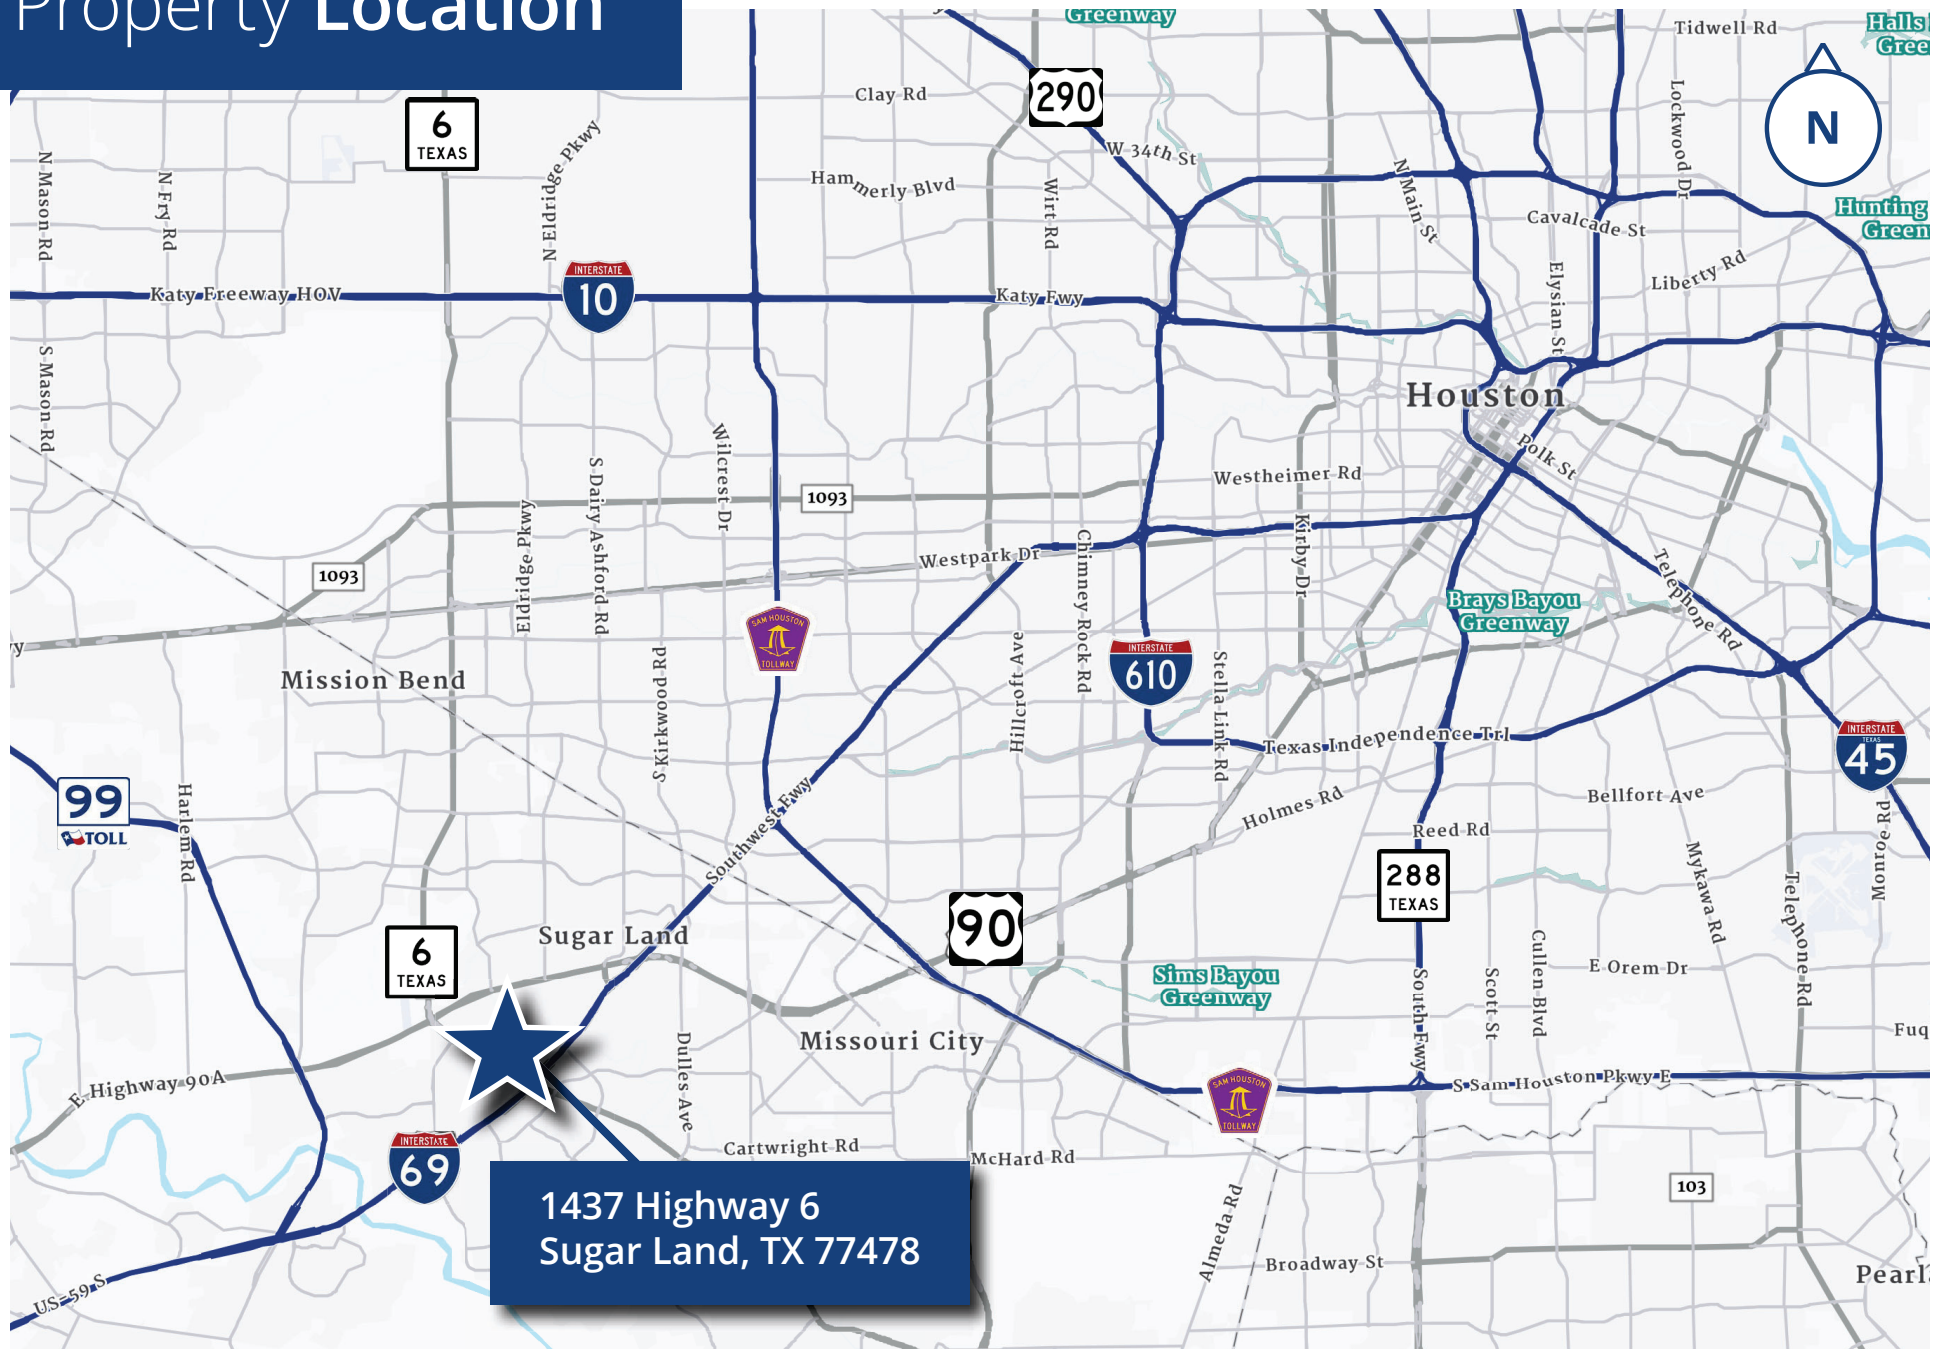 Property Location
Greenway
Tidwell Rd
Halls
Gree
290
Clay Rd
6
TEXAS
N Eldridge Pkwy
Lockwood Dr
N
W 34th St
N Mason Rd
N Fry Rd
Hammerly Blvd
Wirt Rd
N Main St
Cavalcade St
Hunting
Green
Elysian St
Liberty Rd
Katy Freeway HOV
INTERSTATE
10
Katy Fwy
S Mason Rd
Houston
Wilcrest Dr
Polk St
S Dairy Ashford Rd
Westheimer Rd
1093
Eldridge Pkwy
Kirby Dr
Chimney Rock Rd
Westpark Dr
1093
Telephone Rd
Brays Bayou
Greenway
SAM HOUSTON
TOLLWAY
y
Mission Bend
S Kirkwood Rd
Hillcroft Ave
INTERSTATE
610
Stella Link Rd
Texas Independence Trl
INTERSTATE
TEXAS
45
99
TOLL
Harlem Rd
Southwest Fwy
Holmes Rd
Bellfort Ave
Reed Rd
Monroe Rd
288
TEXAS
Mykawa Rd
Telephone Rd
90
Sugar Land
6
TEXAS
Sims Bayou
Greenway
South Fwy
Scott St
Cullen Blvd
E Orem Dr
Missouri City
Dulles Ave
Fuq
E Highway 90A
SAM HOUSTON
TOLLWAY
S Sam Houston Pkwy E
INTERSTATE
69
Cartwright Rd
McHard Rd
103
1437 Highway 6
Sugar Land, TX 77478
Almeda Rd
Broadway St
Pearl
US-59 S